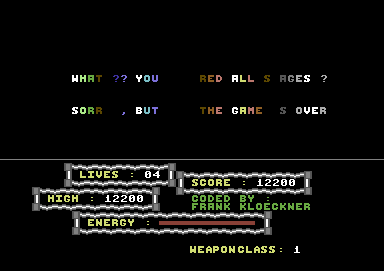 WHAT ?? YOU RED ALL S AGES ?
SORR , BUT THE GAME S OVER
LIVES : 04
SCORE : 12200
HIGH : 12200
CODED BY :
FRANK KLOECKNER
ENERGY :
WEAPONCLASS: 1